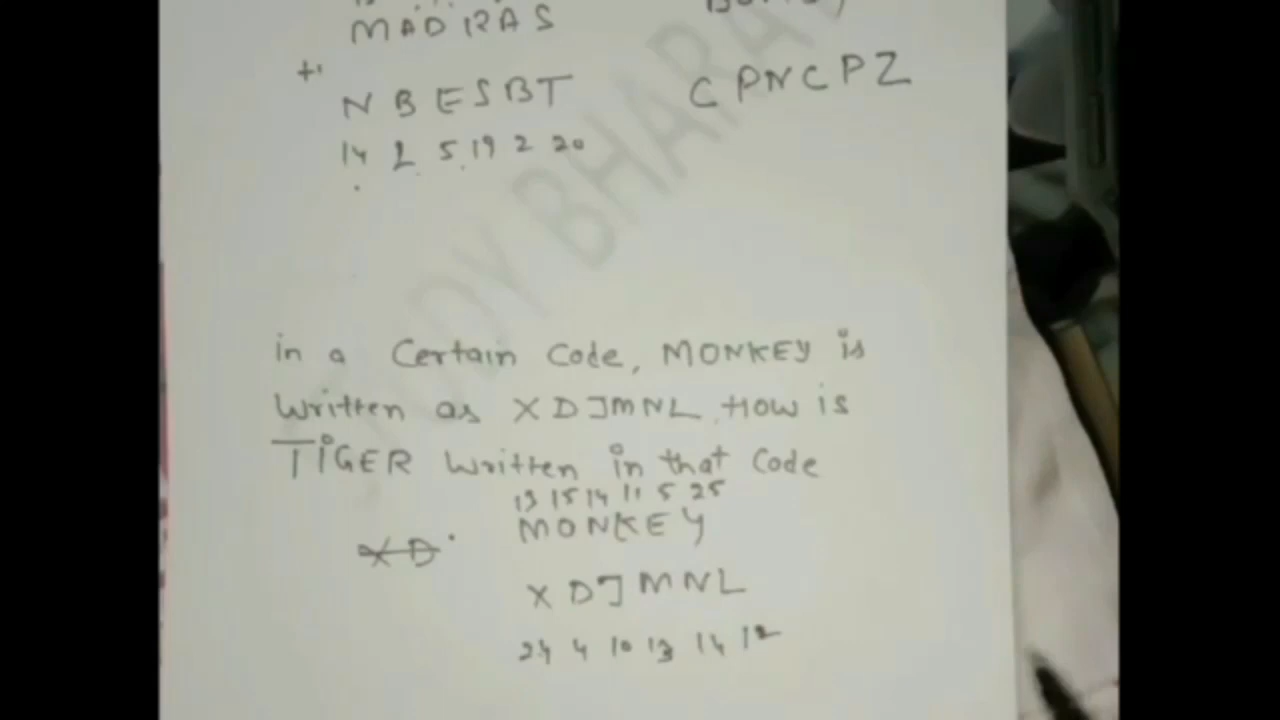 MADRAS
+1
NBESBT CPNCPZ
14 2 5 19 2 20
in a Certain Code, MONKEY is
Written as XDJMNL. How is
TIGER Written in that Code
13 15 14 11 5 25
MONKEY
XD
XDJMNL
24 4 10 13 14 12